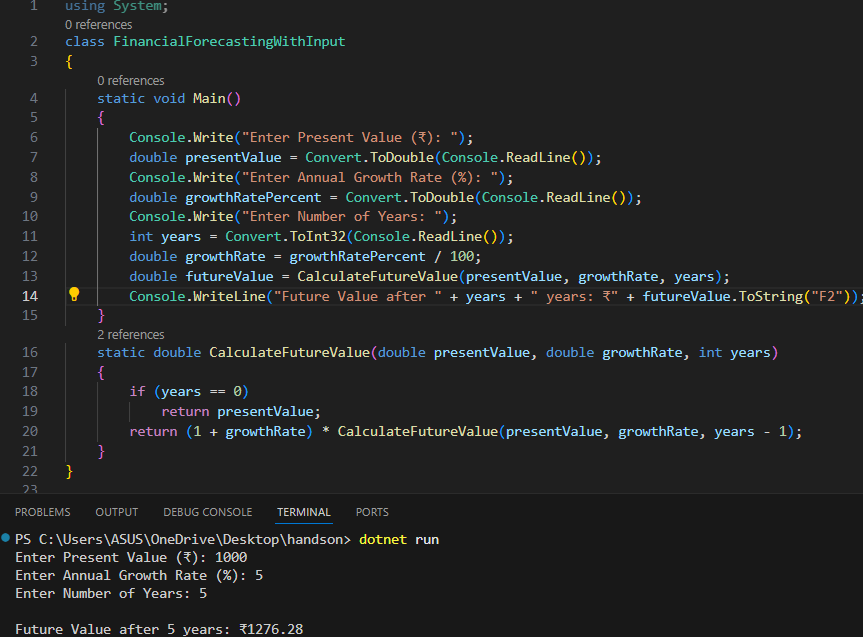 1 using System;
0 references
2 class FinancialForecastingWithInput
3 {
0 references
4 static void Main()
5 {
6 Console.Write("Enter Present Value (₹): ");
7 double presentValue = Convert.ToDouble(Console.ReadLine());
8 Console.Write("Enter Annual Growth Rate (%): ");
9 double growthRatePercent = Convert.ToDouble(Console.ReadLine());
10 Console.Write("Enter Number of Years: ");
11 int years = Convert.ToInt32(Console.ReadLine());
12 double growthRate = growthRatePercent / 100;
13 double futureValue = CalculateFutureValue(presentValue, growthRate, years);
14 Console.WriteLine("Future Value after " + years + " years: ₹" + futureValue.ToString("F2"));
15 }
2 references
16 static double CalculateFutureValue(double presentValue, double growthRate, int years)
17 {
18 if (years == 0)
19 return presentValue;
20 return (1 + growthRate) * CalculateFutureValue(presentValue, growthRate, years - 1);
21 }
22 }
23
PROBLEMS OUTPUT DEBUG CONSOLE TERMINAL PORTS
PS C:\Users\ASUS\OneDrive\Desktop\handson> dotnet run
Enter Present Value (₹): 1000
Enter Annual Growth Rate (%): 5
Enter Number of Years: 5
Future Value after 5 years: ₹1276.28